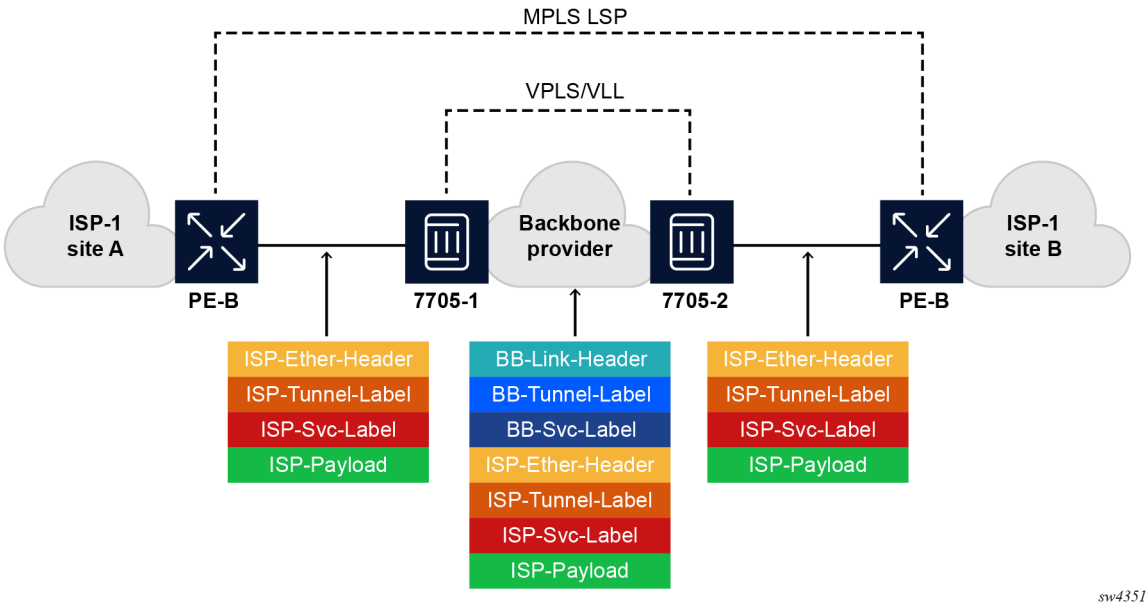 MPLS LSP
VPLS/VLL
ISP-1
site A
Backbone
provider
ISP-1
site B
PE-B
7705-1
7705-2
PE-B
ISP-Ether-Header
ISP-Tunnel-Label
ISP-Svc-Label
ISP-Payload
BB-Link-Header
BB-Tunnel-Label
BB-Svc-Label
ISP-Ether-Header
ISP-Tunnel-Label
ISP-Svc-Label
ISP-Payload
ISP-Ether-Header
ISP-Tunnel-Label
ISP-Svc-Label
ISP-Payload
sw4351